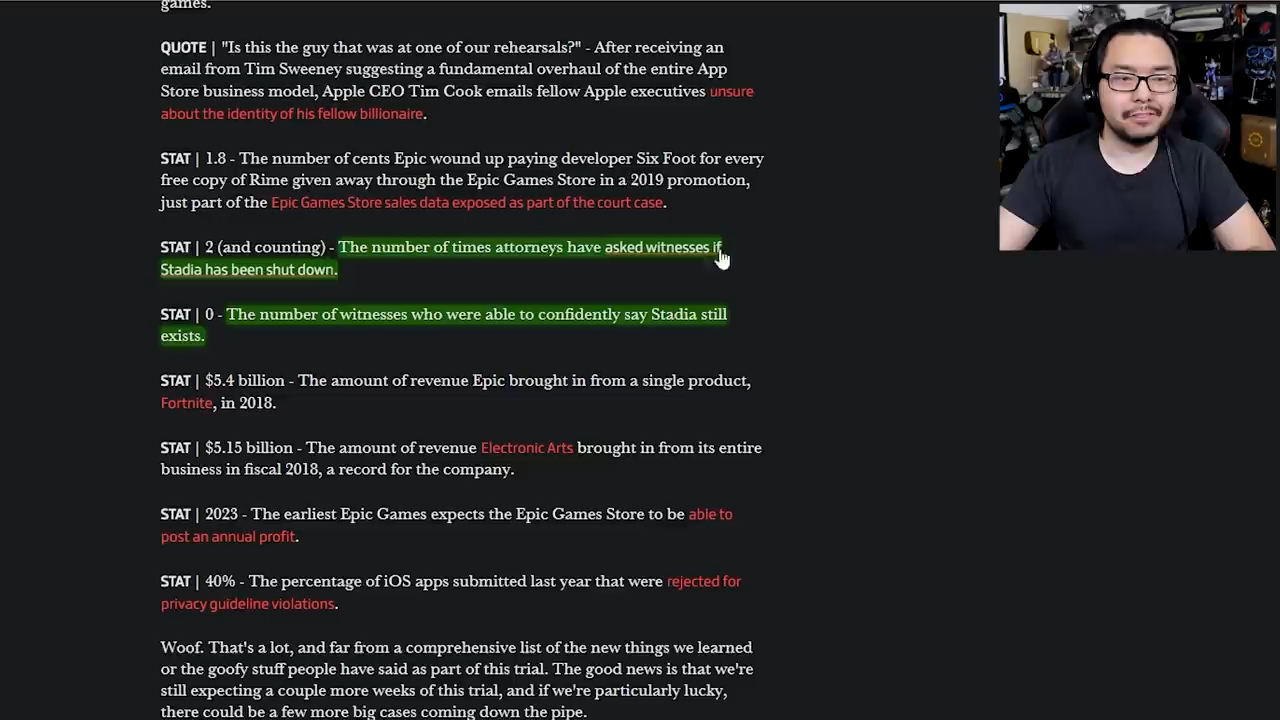 games.
QUOTE | "Is this the guy that was at one of our rehearsals?" - After receiving an
email from Tim Sweeney suggesting a fundamental overhaul of the entire App
Store business model, Apple CEO Tim Cook emails fellow Apple executives unsure
about the identity of his fellow billionaire.
STAT | 1.8 - The number of cents Epic wound up paying developer Six Foot for every
free copy of Rime given away through the Epic Games Store in a 2019 promotion,
just part of the Epic Games Store sales data exposed as part of the court case.
STAT | 2 (and counting) - The number of times attorneys have asked witnesses if
Stadia has been shut down.
STAT | 0 - The number of witnesses who were able to confidently say Stadia still
exists.
STAT | $5.4 billion - The amount of revenue Epic brought in from a single product,
Fortnite, in 2018.
STAT | $5.15 billion - The amount of revenue Electronic Arts brought in from its entire
business in fiscal 2018, a record for the company.
STAT | 2023 - The earliest Epic Games expects the Epic Games Store to be able to
post an annual profit.
STAT | 40% - The percentage of iOS apps submitted last year that were rejected for
privacy guideline violations.
Woof. That's a lot, and far from a comprehensive list of the new things we learned
or the goofy stuff people have said as part of this trial. The good news is that we're
still expecting a couple more weeks of this trial, and if we're particularly lucky,
there could be a few more big cases coming down the pipe.